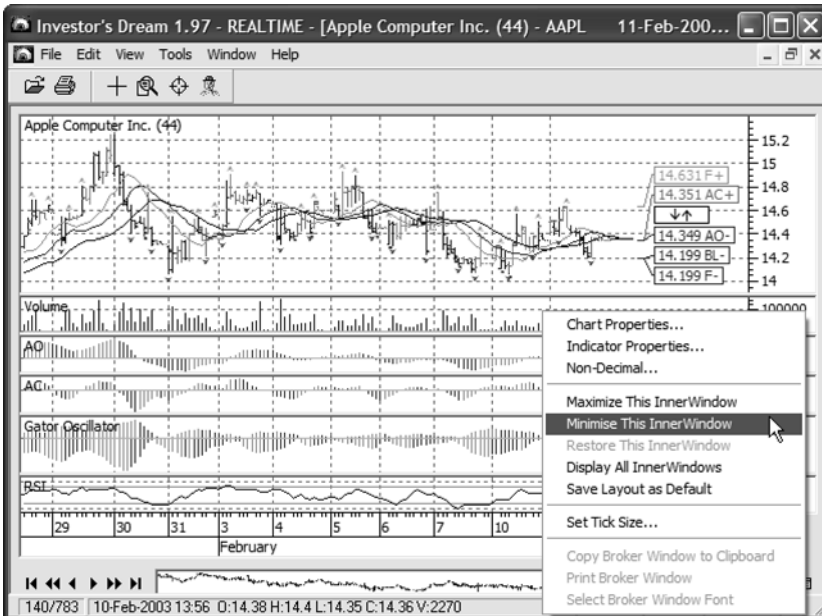 Investor's Dream 1.97 - REALTIME - [Apple Computer Inc. (44) - AAPL 11-Feb-200...
File Edit View Tools Window Help
Apple Computer Inc. (44)
15.2
15
14.8
14.6
14.4
14.2
14
14.631 F+
14.351 AC+
14.349 AO-
14.199 BL-
14.199 F-
Volume
100000
AO
AC
Gator Oscillator
RSI
29 30 31 3 4 5 6 7 10
February
Chart Properties...
Indicator Properties...
Non-Decimal...
Maximize This InnerWindow
Minimise This InnerWindow
Restore This InnerWindow
Display All InnerWindows
Save Layout as Default
Set Tick Size...
Copy Broker Window to Clipboard
Print Broker Window
Select Broker Window Font
140/783 10-Feb-2003 13:56 O:14.38 H:14.4 L:14.35 C:14.36 V:2270